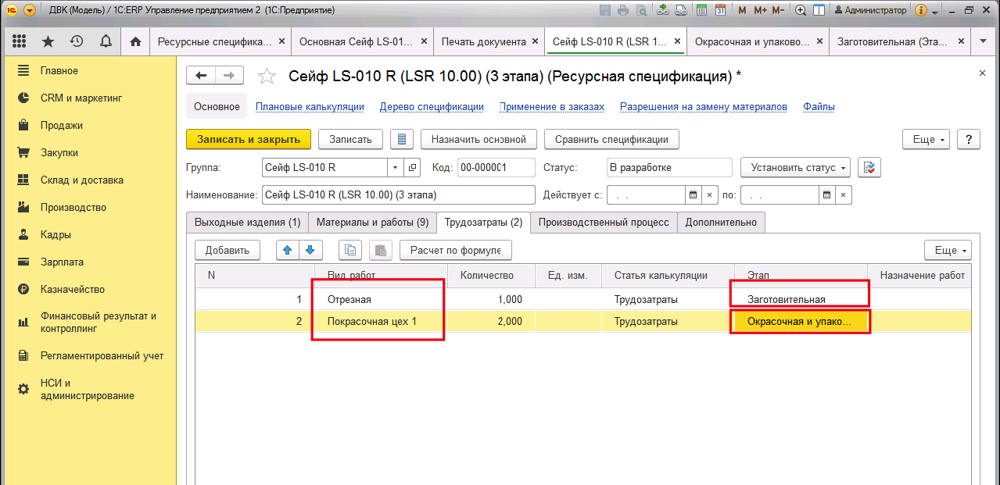 ДВК (Модель) / 1С:ERP Управление предприятием 2 (1С:Предприятие)
31 M M+ M- Администратор
Ресурсные специфика... × Основная Сейф LS-01... × Печать документа × Сейф LS-010 R (LSR 1... × Окрасочная и упаково... × Заготовительная (Эта... ×
Главное
CRM и маркетинг
Продажи
Закупки
Склад и доставка
Производство
Кадры
Зарплата
Казначейство
Финансовый результат и
контроллинг
Регламентированный учет
НСИ и
администрирование
Сейф LS-010 R (LSR 10.00) (3 этапа) (Ресурсная спецификация) *
Основное Плановые калькуляции Дерево спецификации Применение в заказах Разрешения на замену материалов Файлы
Записать и закрыть Записать Назначить основной Сравнить спецификации Еще ?
Группа: Сейф LS-010 R Код: 00-000001 Статус: В разработке Установить статус
Наименование: Сейф LS-010 R (LSR 10.00) (3 этапа) Действует с: . . по: . .
Выходные изделия (1) Материалы и работы (9) Трудозатраты (2) Производственный процесс Дополнительно
Добавить Расчет по формуле Еще
N Вид работ Количество Ед. изм. Статья калькуляции Этап Назначение работ
1 Отрезная 1,000 Трудозатраты Заготовительная
2 Покрасочная цех 1 2,000 Трудозатраты Окрасочная и упако...